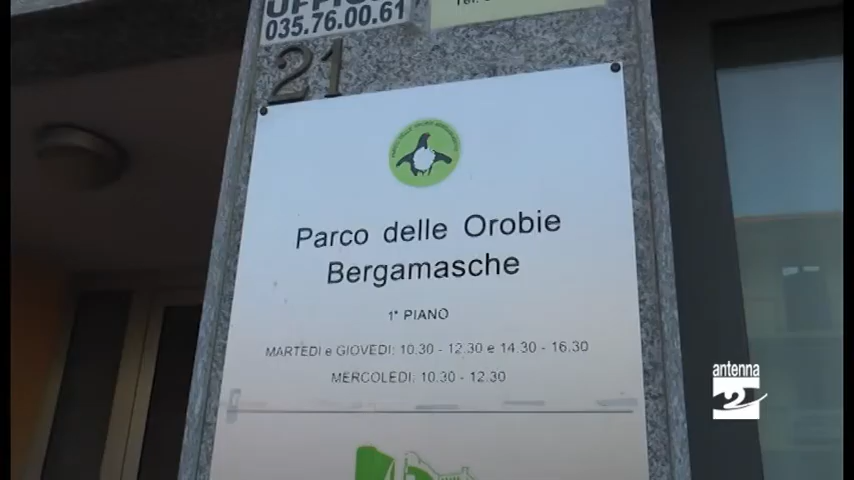 UFFICI
035.76.00.61
21
Parco delle Orobie
Bergamasche
1° PIANO
MARTEDI e GIOVEDI: 10.30 - 12.30 e 14.30 - 16.30
MERCOLEDI: 10.30 - 12.30
antenna
2